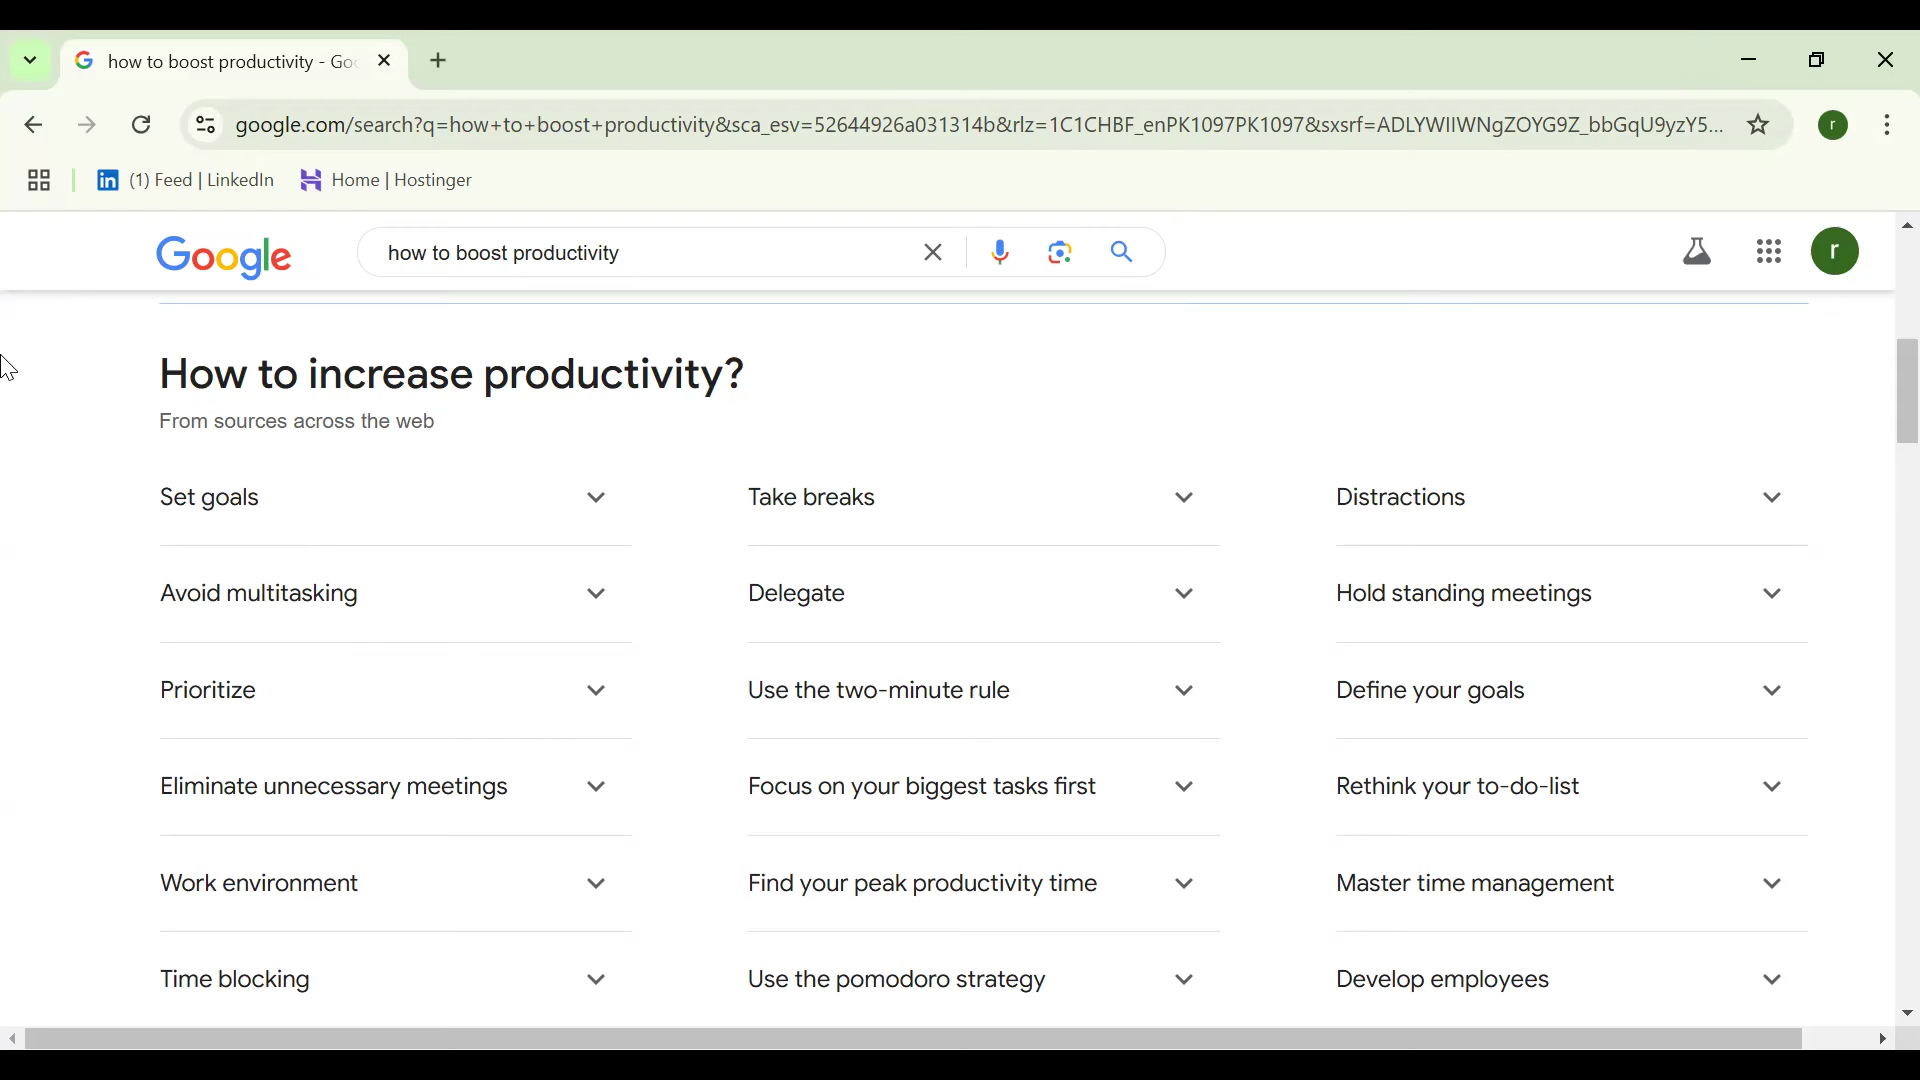 how to boost productivity - Goo
google.com/search?q=how+to+boost+productivity&sca_esv=52644926a031314b&rlz=1C1CHBF_enPK1097PK1097&sxsrf=ADLYWIIWNgZOYG9Z_bbGqU9yzY5...
r
(1) Feed | LinkedIn
Home | Hostinger
Google
how to boost productivity
r
How to increase productivity?
From sources across the web
Set goals
Take breaks
Distractions
Avoid multitasking
Delegate
Hold standing meetings
Prioritize
Use the two-minute rule
Define your goals
Eliminate unnecessary meetings
Focus on your biggest tasks first
Rethink your to-do-list
Work environment
Find your peak productivity time
Master time management
Time blocking
Use the pomodoro strategy
Develop employees